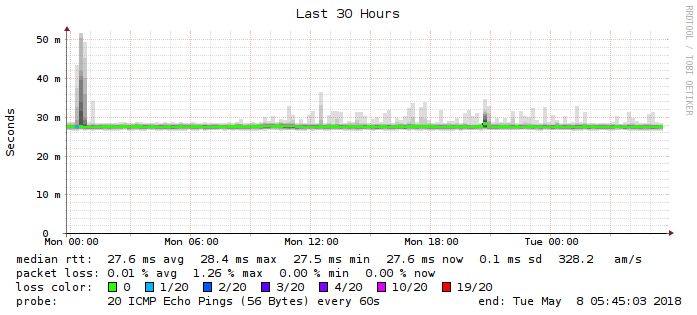 Last 30 Hours
RRDTOOL / TOBI OETIKER
Seconds
50 m
40 m
30 m
20 m
10 m
0
Mon 00:00 Mon 06:00 Mon 12:00 Mon 18:00 Tue 00:00
median rtt: 27.6 ms avg 28.4 ms max 27.5 ms min 27.6 ms now 0.1 ms sd 328.2 am/s
packet loss: 0.01 % avg 1.26 % max 0.00 % min 0.00 % now
loss color: 0 1/20 2/20 3/20 4/20 10/20 19/20
probe: 20 ICMP Echo Pings (56 Bytes) every 60s end: Tue May 8 05:45:03 2018